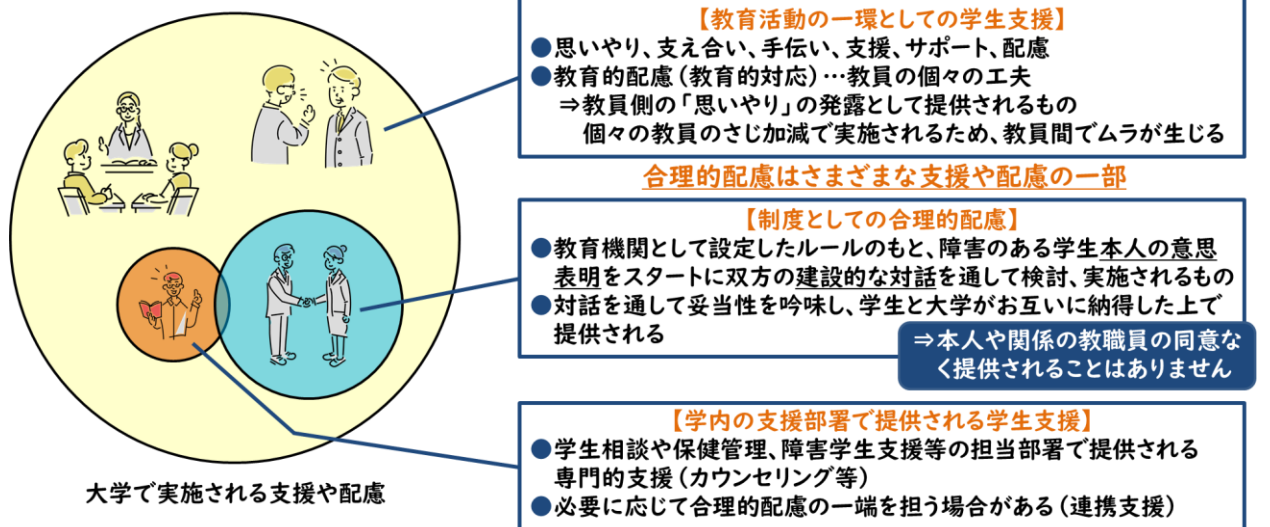 【教育活動の一環としての学生支援】
●思いやり、支え合い、手伝い、支援、サポート、配慮
●教育的配慮(教育的対応)…教員の個々の工夫
⇒教員側の「思いやり」の発露として提供されるもの
個々の教員のさじ加減で実施されるため、教員間でムラが生じる
合理的配慮はさまざまな支援や配慮の一部
【制度としての合理的配慮】
●教育機関として設定したルールのもと、障害のある学生本人の意思
表明をスタートに双方の建設的な対話を通して検討、実施されるもの
●対話を通して妥当性を吟味し、学生と大学がお互いに納得した上で
提供される
⇒本人や関係の教職員の同意な
く提供されることはありません
【学内の支援部署で提供される学生支援】
●学生相談や保健管理、障害学生支援等の担当部署で提供される
専門的支援(カウンセリング等)
●必要に応じて合理的配慮の一端を担う場合がある(連携支援)
大学で実施される支援や配慮